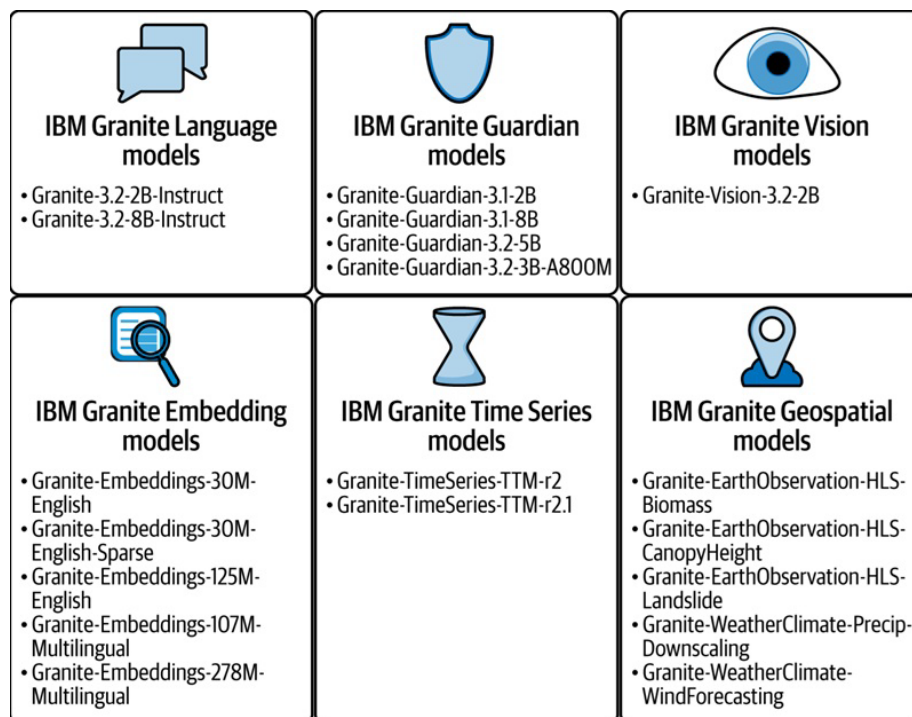 IBM Granite Language
models
• Granite-3.2-2B-Instruct
• Granite-3.2-8B-Instruct
IBM Granite Guardian
models
• Granite-Guardian-3.1-2B
• Granite-Guardian-3.1-8B
• Granite-Guardian-3.2-5B
• Granite-Guardian-3.2-3B-A800M
IBM Granite Vision
models
• Granite-Vision-3.2-2B
IBM Granite Embedding
models
• Granite-Embeddings-30M-
English
• Granite-Embeddings-30M-
English-Sparse
• Granite-Embeddings-125M-
English
• Granite-Embeddings-107M-
Multilingual
• Granite-Embeddings-278M-
Multilingual
IBM Granite Time Series
models
• Granite-TimeSeries-TTM-r2
• Granite-TimeSeries-TTM-r2.1
IBM Granite Geospatial
models
• Granite-EarthObservation-HLS-
Biomass
• Granite-EarthObservation-HLS-
CanopyHeight
• Granite-EarthObservation-HLS-
Landslide
• Granite-WeatherClimate-Precip-
Downscaling
• Granite-WeatherClimate-
WindForecasting